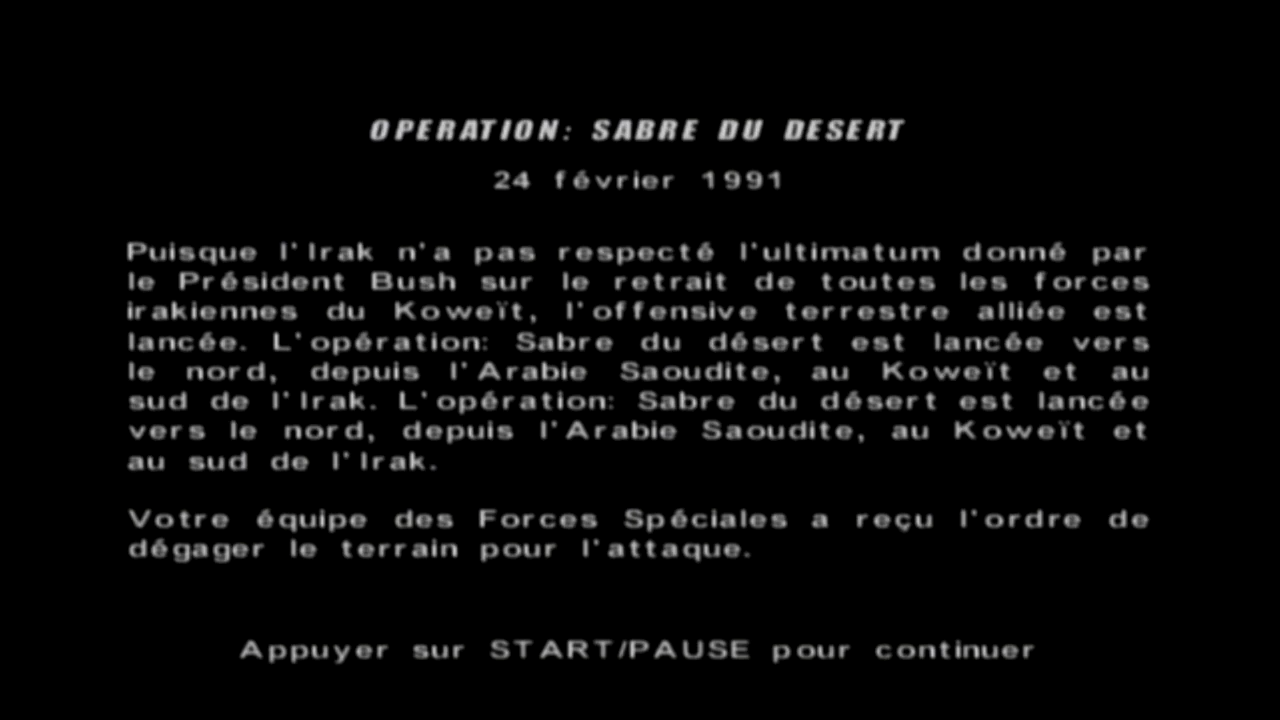 OPERATION: SABRE DU DESERT
24 février 1991
Puisque l'Irak n'a pas respecté l'ultimatum donné par
le Président Bush sur le retrait de toutes les forces
irakiennes du Koweït, l'offensive terrestre alliée est
lancée. L'opération: Sabre du désert est lancée vers
le nord, depuis l'Arabie Saoudite, au Koweït et au
sud de l'Irak. L'opération: Sabre du désert est lancée
vers le nord, depuis l'Arabie Saoudite, au Koweït et
au sud de l'Irak.
Votre équipe des Forces Spéciales a reçu l'ordre de
dégager le terrain pour l'attaque.
Appuyer sur START/PAUSE pour continuer